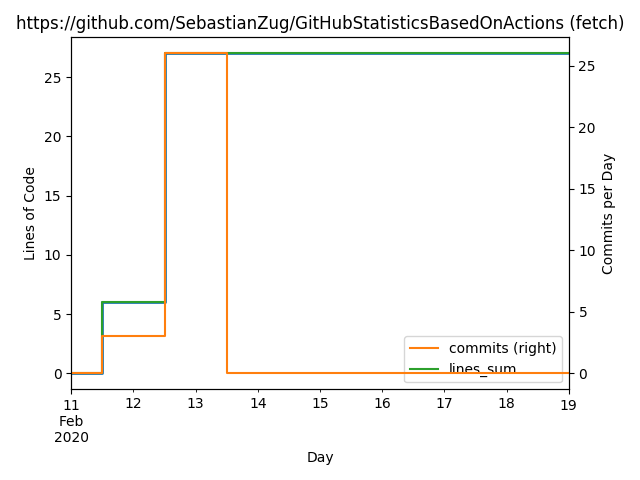 https://github.com/SebastianZug/GitHubStatisticsBasedOnActions (fetch)
25
20
15
10
5
0
Lines of Code
25
20
15
10
5
0
Commits per Day
commits (right)
lines_sum
11 12 13 14 15 16 17 18 19
Feb
2020
Day